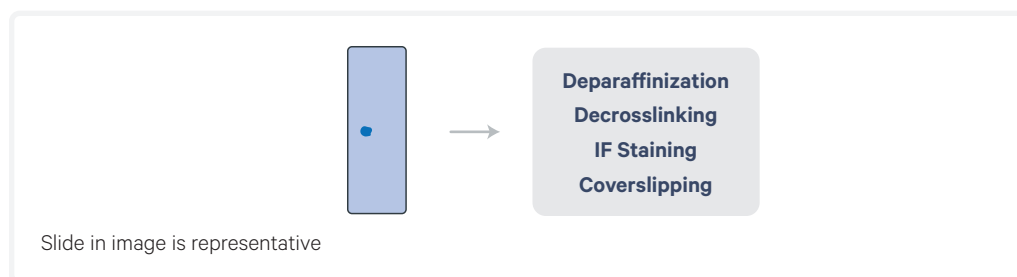 Deparaffinization
Decrosslinking
IF Staining
Coverslipping
Slide in image is representative